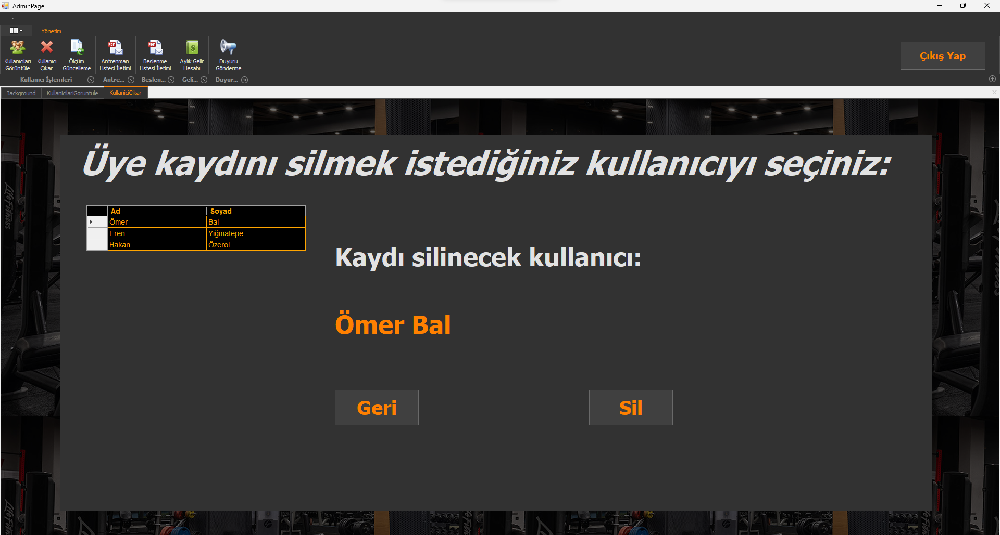 AdminPage
Yönetim
Kullanıcıları Görüntüle
Kullanıcı Çıkar
Ölçüm Güncelleme
Antrenman Listesi İletimi
Beslenme Listesi İletimi
Aylık Gelir Hesabı
Duyuru Gönderme
Çıkış Yap
Kullanıcı İşlemleri
Antre...
Beslen...
Geli...
Duyur...
Background
KullanicilariGoruntule
KullaniciCikar
Üye kaydını silmek istediğiniz kullanıcıyı seçiniz:
Ad Soyad
Ömer Bal
Eren Yığmatepe
Hakan Özerol
Kaydı silinecek kullanıcı:
Ömer Bal
Geri
Sil
Life Fitness